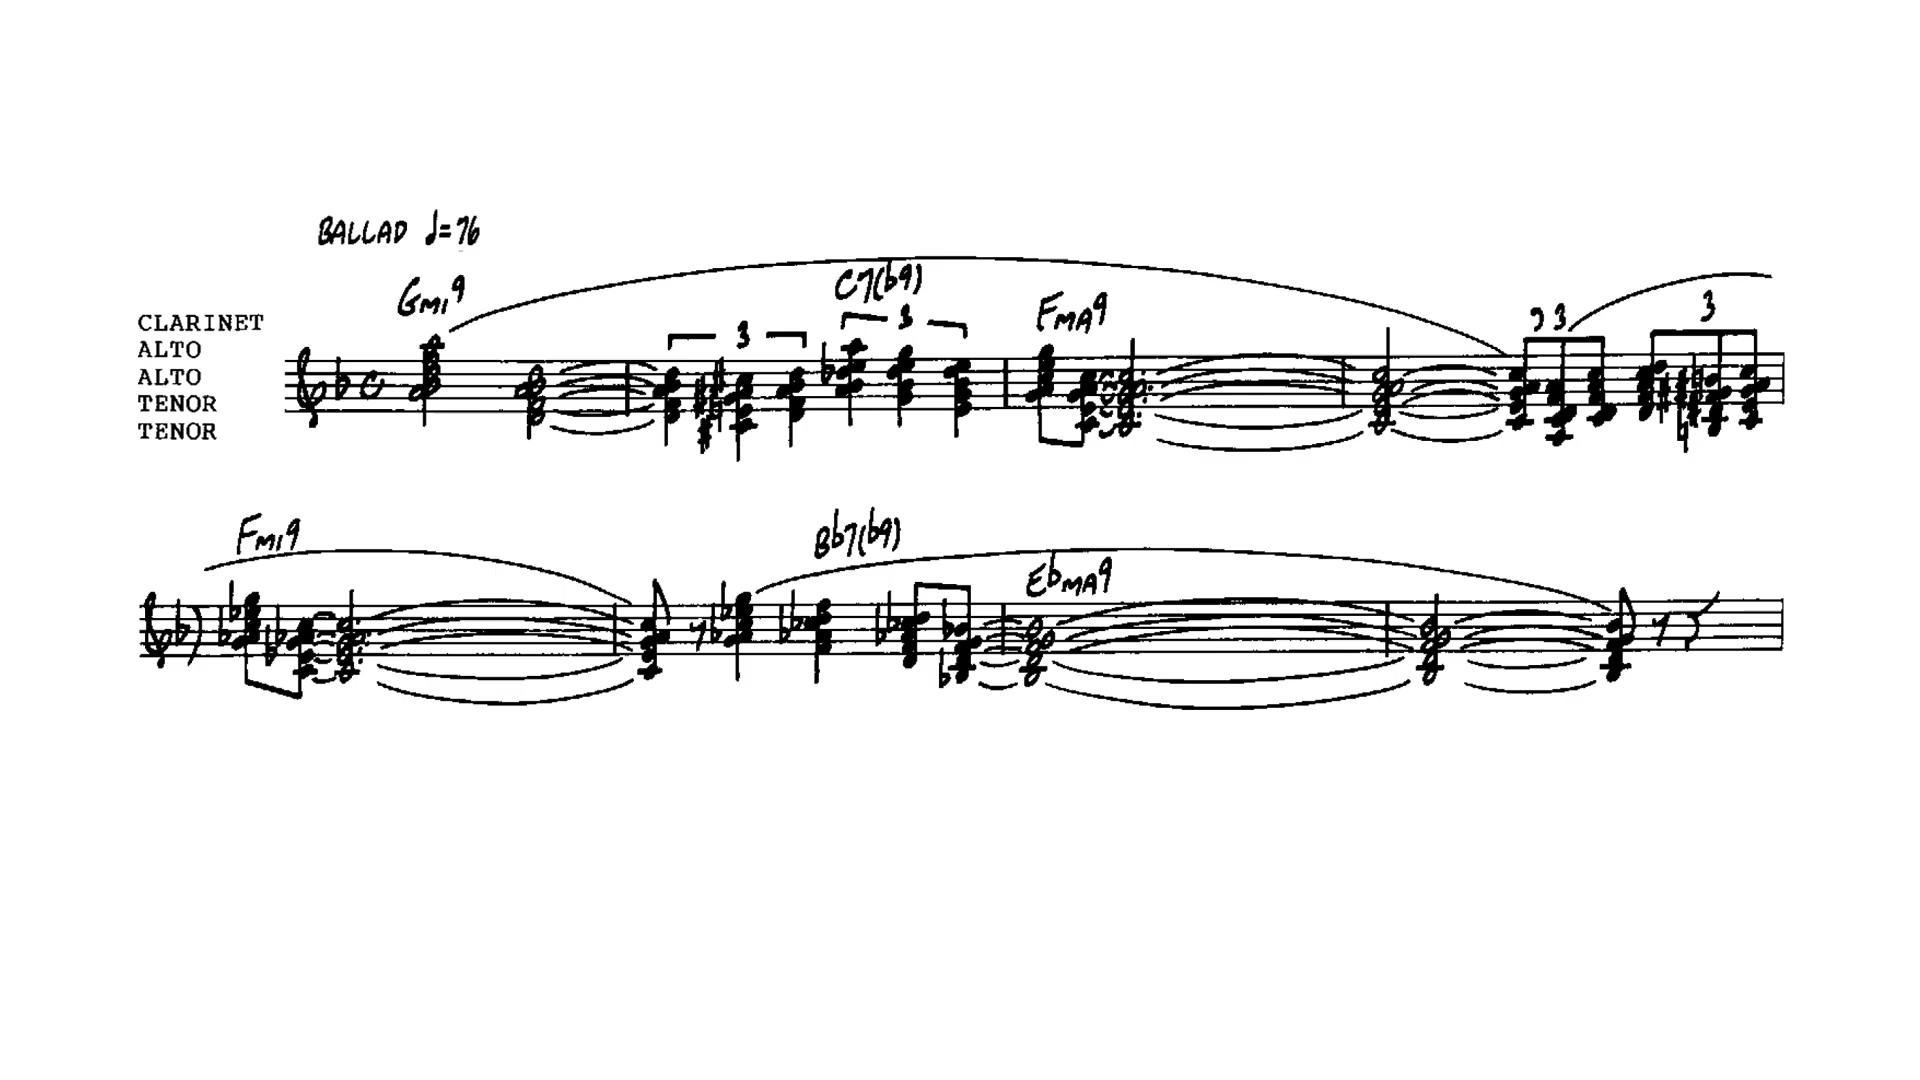 BALLAD ♩=76
Gmi9
C7(b9)
FMA9
CLARINET
ALTO
ALTO
TENOR
TENOR
3
3
3
3
Fmi9
Bb7(b9)
EbMA9